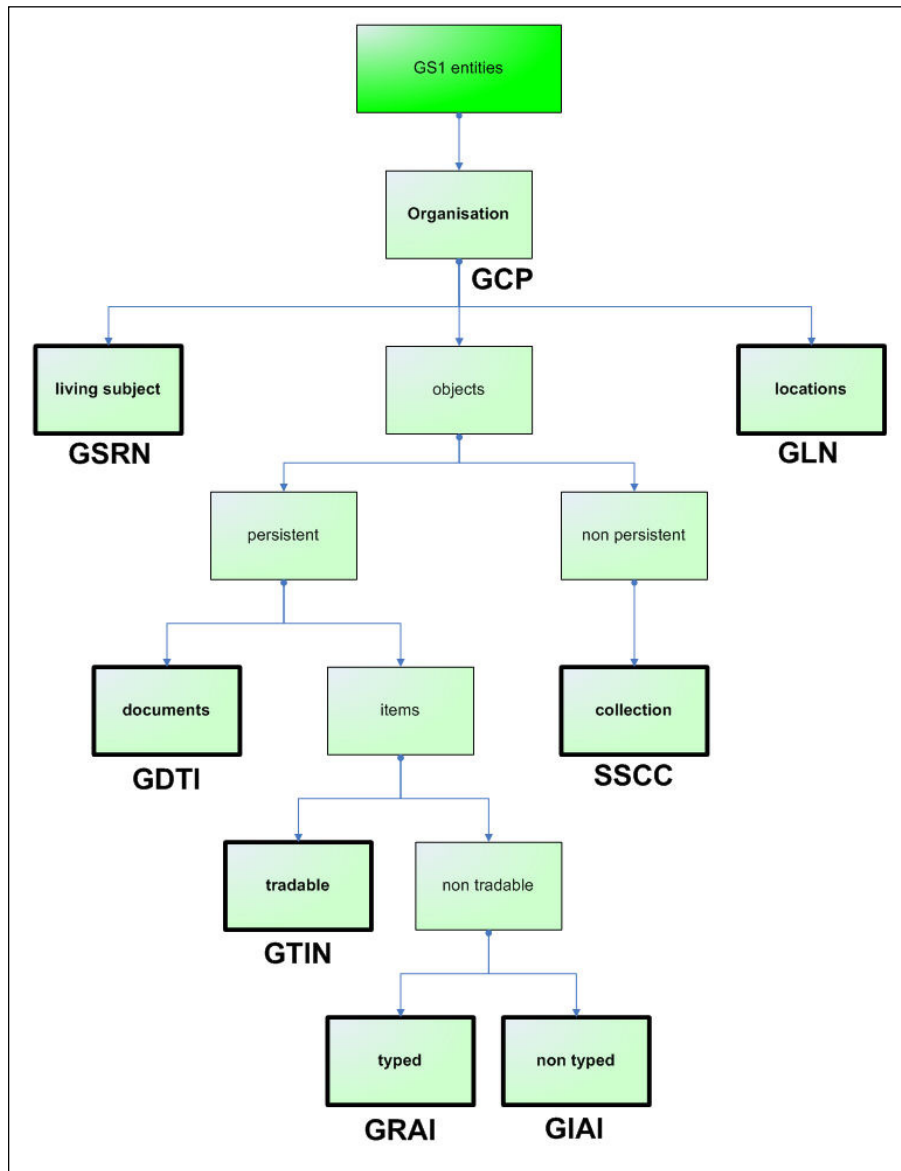 GS1 entities
Organisation
GCP
living subject
objects
locations
GSRN
GLN
persistent
non persistent
documents
items
collection
GDTI
SSCC
tradable
non tradable
GTIN
typed
non typed
GRAI
GIAI